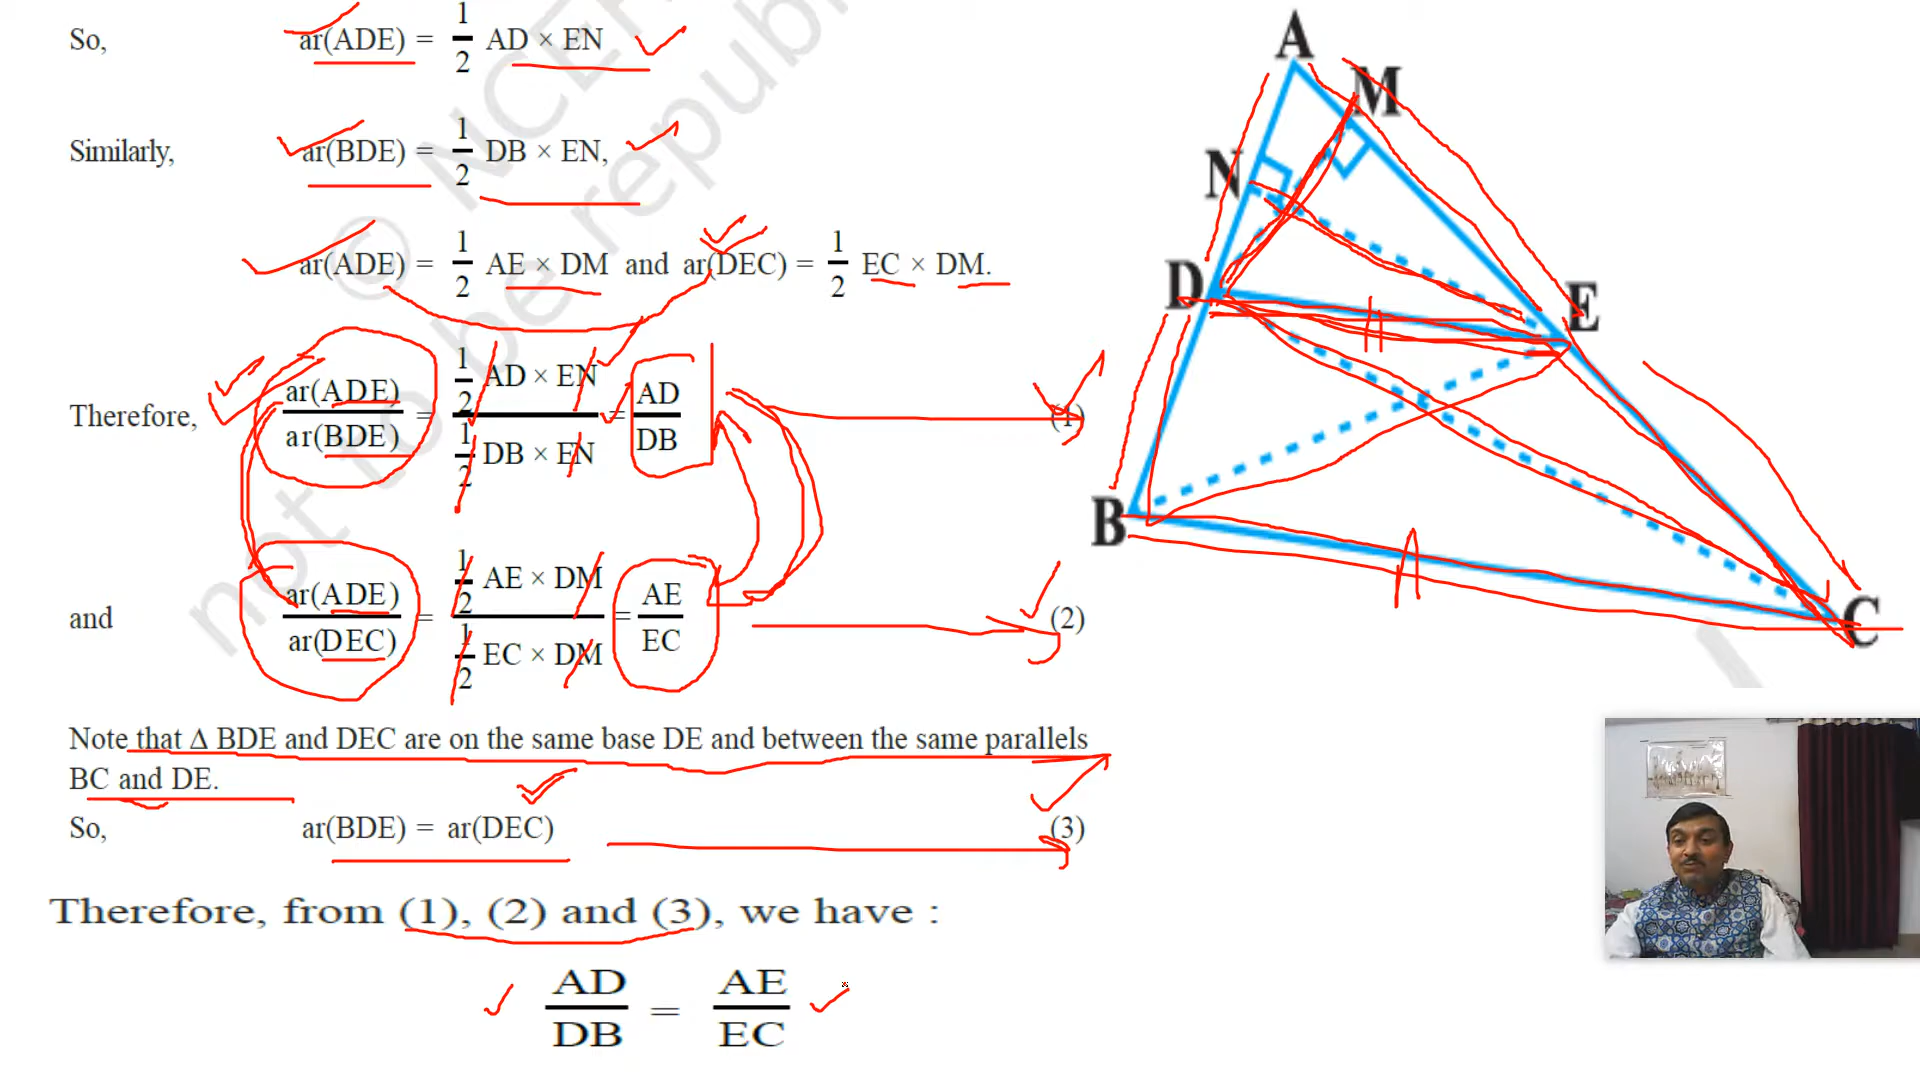 So, ar(ADE) = 1/2 AD × EN
Similarly, ar(BDE) = 1/2 DB × EN,
ar(ADE) = 1/2 AE × DM and ar(DEC) = 1/2 EC × DM.
Therefore, ar(ADE)/ar(BDE) = (1/2 AD × EN)/(1/2 DB × EN) = AD/DB (1)
and ar(ADE)/ar(DEC) = (1/2 AE × DM)/(1/2 EC × DM) = AE/EC (2)
Note that Δ BDE and DEC are on the same base DE and between the same parallels
BC and DE.
So, ar(BDE) = ar(DEC) (3)
Therefore, from (1), (2) and (3), we have :
AD/DB = AE/EC
A
M
N
D
E
B
C
© NCER
not to be republ